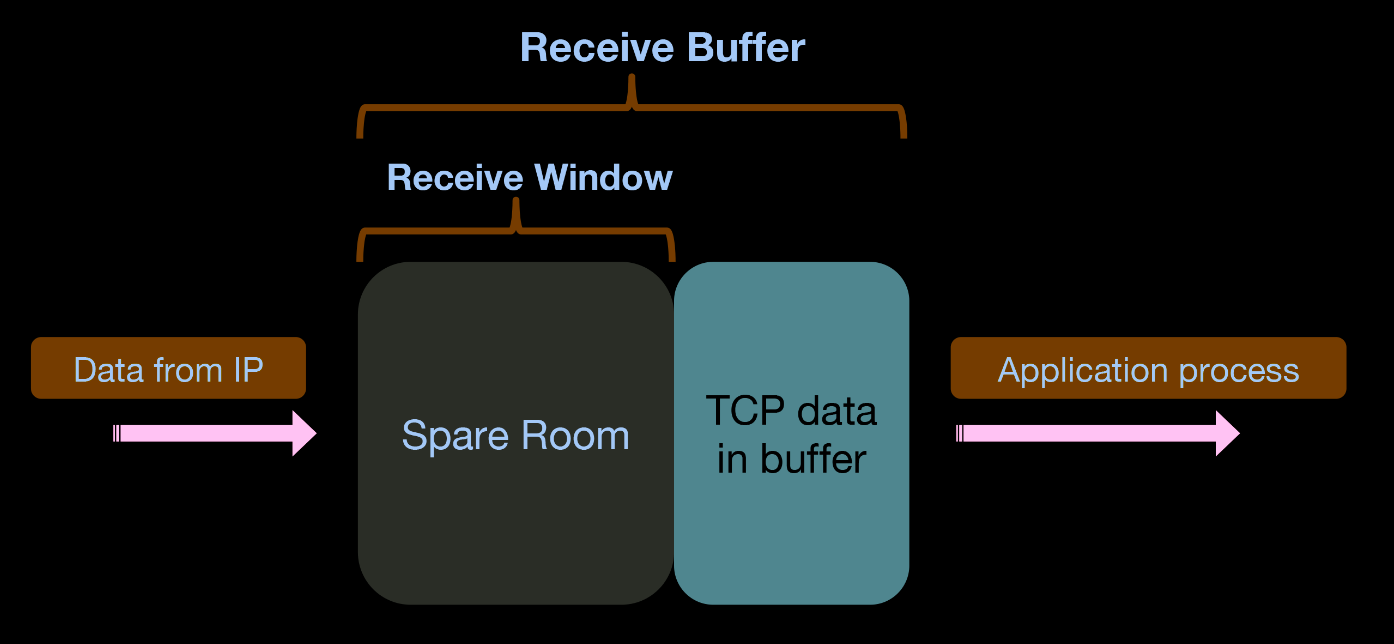 Receive Buffer
Receive Window
Data from IP
Spare Room
TCP data
in buffer
Application process